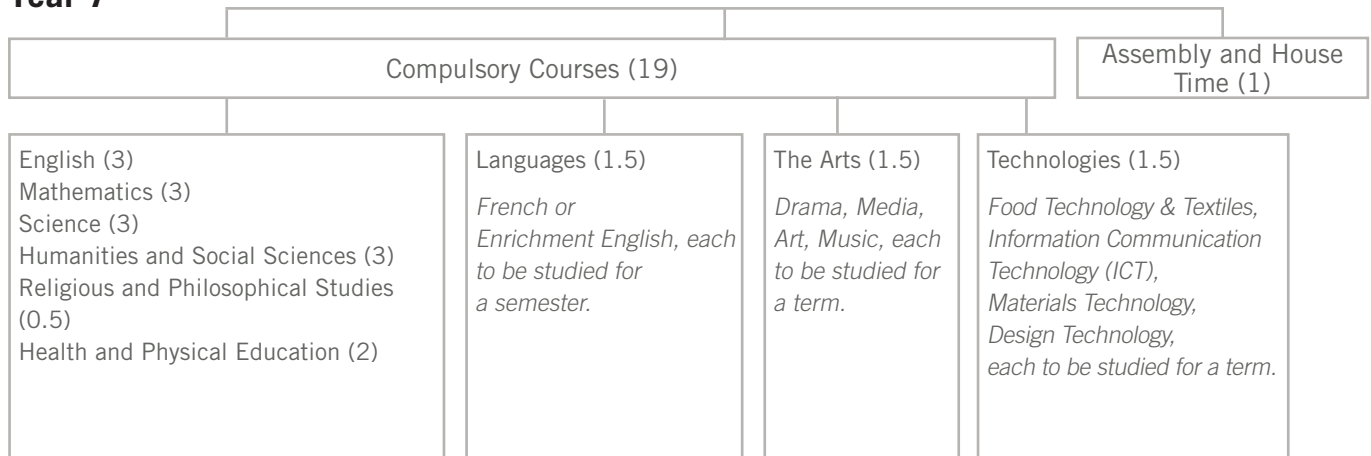 Year 7
Compulsory Courses (19)
Assembly and House
Time (1)
English (3)
Mathematics (3)
Science (3)
Humanities and Social Sciences (3)
Religious and Philosophical Studies
(0.5)
Health and Physical Education (2)
Languages (1.5)
French or
Enrichment English, each
to be studied for
a semester.
The Arts (1.5)
Drama, Media,
Art, Music, each
to be studied for
a term.
Technologies (1.5)
Food Technology & Textiles,
Information Communication
Technology (ICT),
Materials Technology,
Design Technology,
each to be studied for a term.